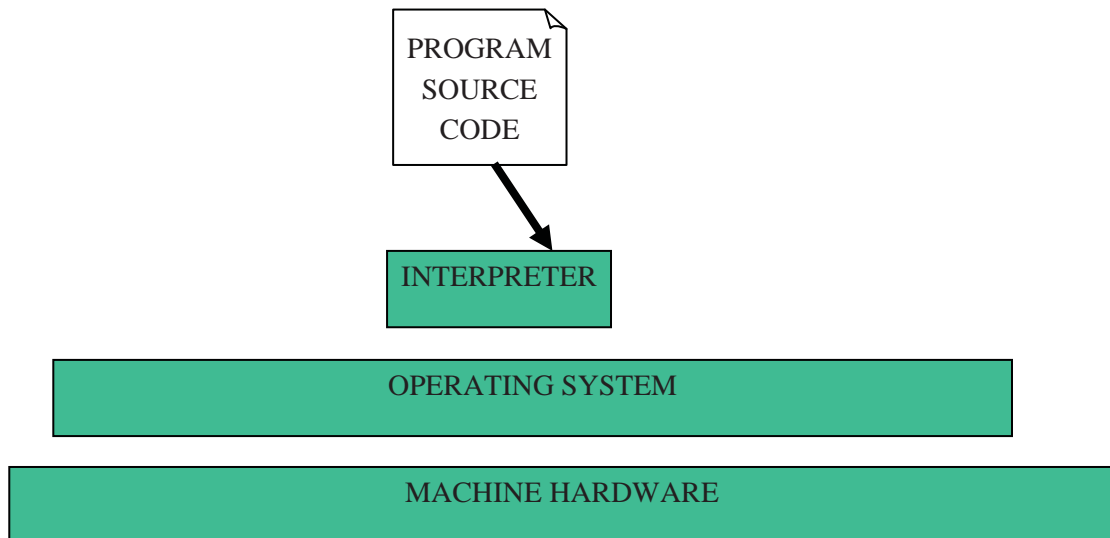 PROGRAM
SOURCE
CODE
INTERPRETER
OPERATING SYSTEM
MACHINE HARDWARE